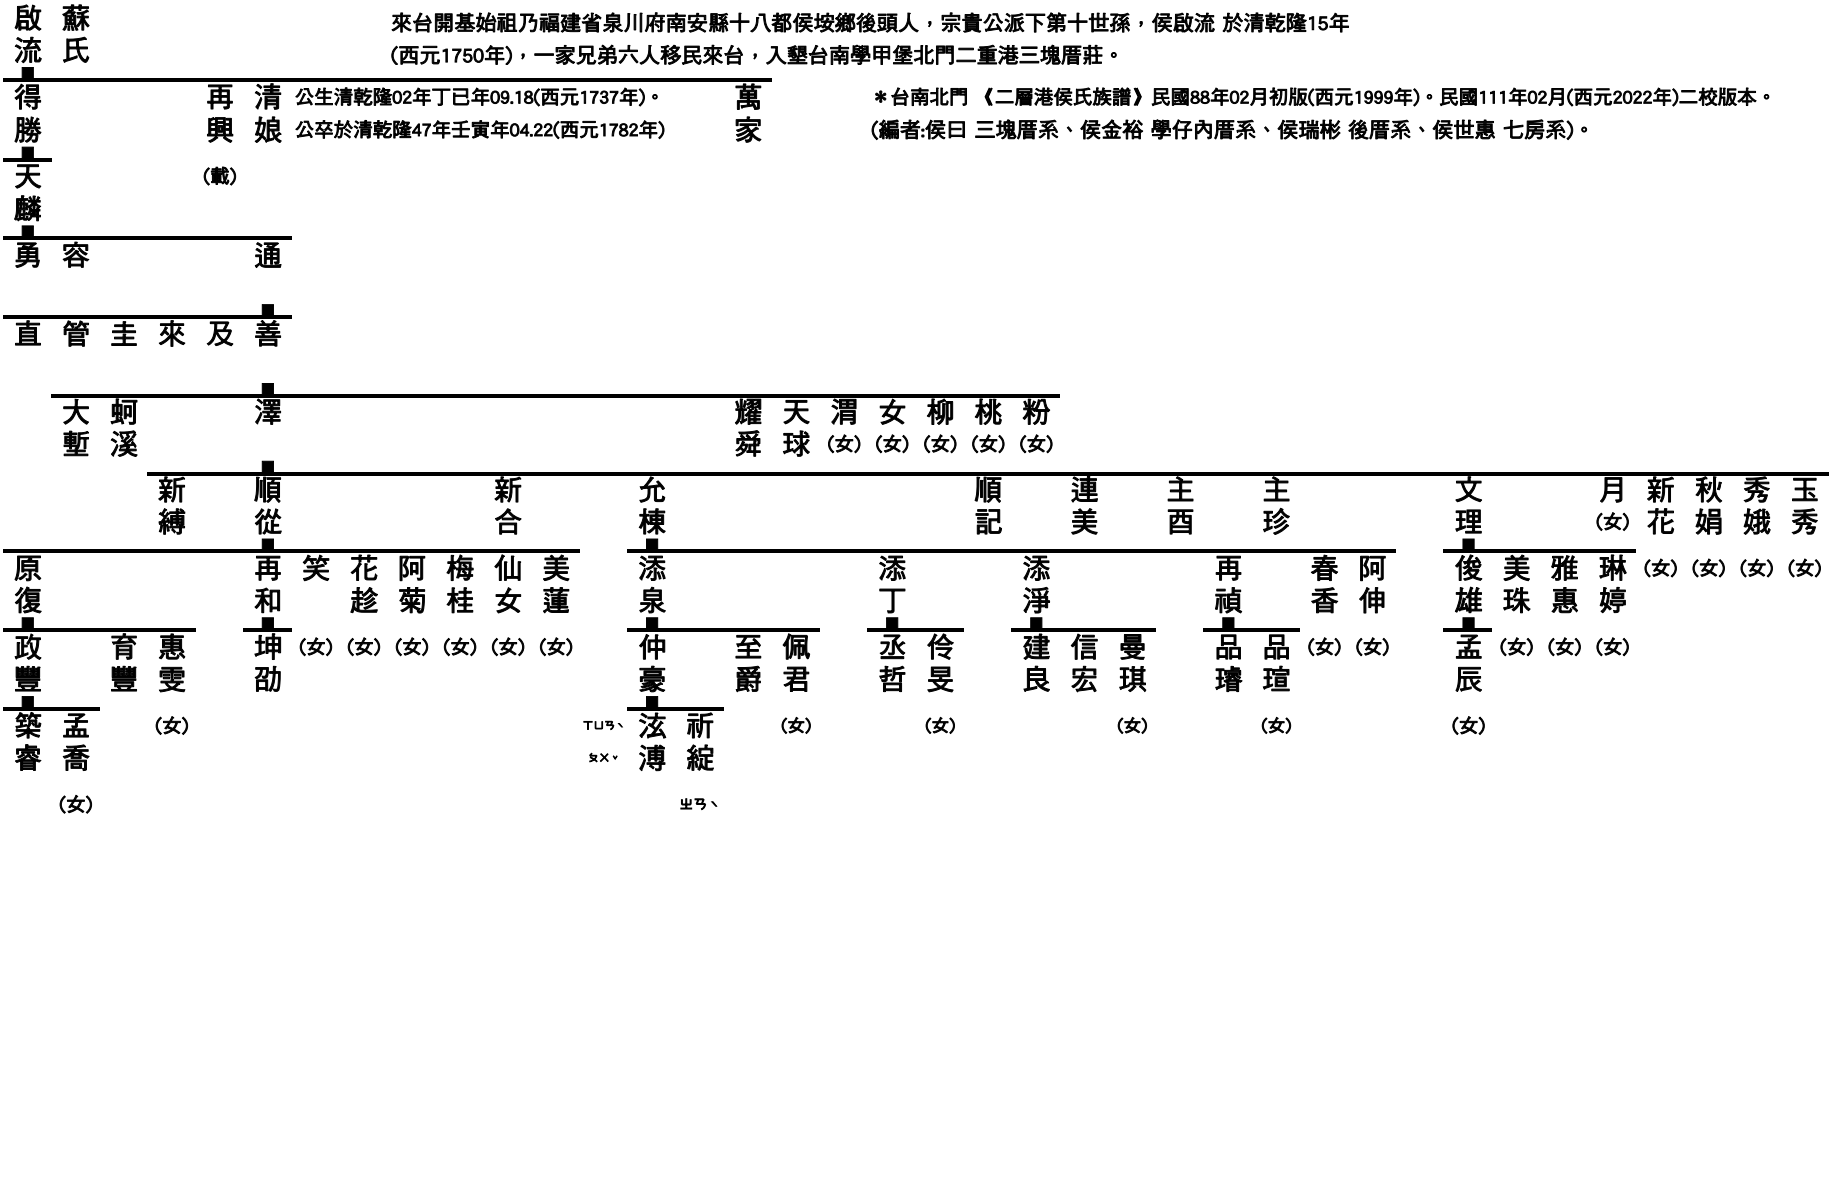 啟流 蘇氏
來台開基始祖乃福建省泉川府南安縣十八都侯垵鄉後頭人，宗貴公派下第十世孫，侯啟流 於清乾隆15年
(西元1750年)，一家兄弟六人移民來台，入墾台南學甲堡北門二重港三塊厝莊。
得勝 再興 清娘 萬家
(載)
公生清乾隆02年丁巳年09.18(西元1737年)。
公卒於清乾隆47年壬寅年04.22(西元1782年)
＊台南北門 《二層港侯氏族譜》民國88年02月初版(西元1999年)。民國111年02月(西元2022年)二校版本。
(編者:侯曰 三塊厝系、侯金裕 學仔內厝系、侯瑞彬 後厝系、侯世惠 七房系)。
天麟
勇 容 通
直 管 圭 來 及 善
大塹 蚵溪 澤 耀舜 天球 渭(女) 女(女) 柳(女) 桃(女) 粉(女)
新縛 順從 新合 允棟 順記 連美 主酉 主珍 文理 月(女) 新花(女) 秋娟(女) 秀娥(女) 玉秀(女)
原復 再和 笑(女) 花趁(女) 阿菊(女) 梅桂(女) 仙女(女) 美蓮(女) 添泉 添丁 添淨 再禎 春香(女) 阿伸(女) 俊雄 美珠(女) 雅惠(女) 琳婷(女)
政豐 育豐 惠雯(女) 坤劭 仲豪 至爵 佩君(女) 丞哲 伶旻(女) 建良 信宏 曼琪(女) 品璿 品瑄(女) 孟辰(女)
築睿 孟喬(女) ㄒㄩㄢˋ ㄆㄨˇ 泫溥 祈綻 ㄓㄢˋ